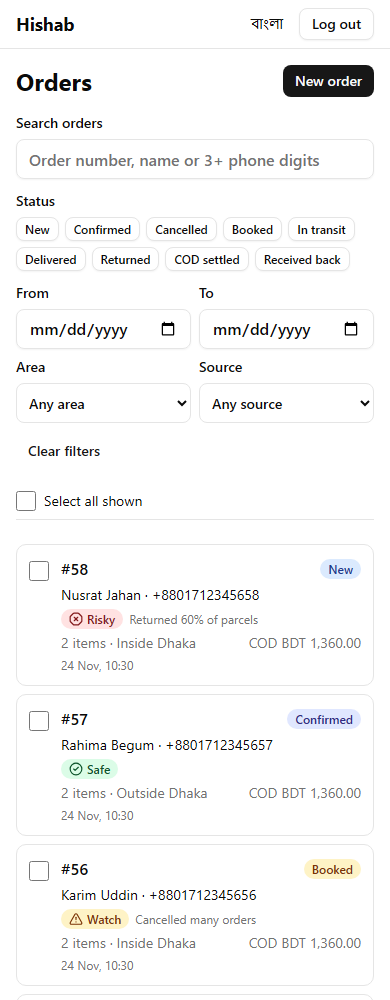 Hishab
বাংলা
Log out
Orders
New order
Search orders
Order number, name or 3+ phone digits
Status
New
Confirmed
Cancelled
Booked
In transit
Delivered
Returned
COD settled
Received back
From
To
mm/dd/yyyy
mm/dd/yyyy
Area
Source
Any area
Any source
Clear filters
Select all shown
#58
New
Nusrat Jahan · +8801712345658
Risky
Returned 60% of parcels
2 items · Inside Dhaka
COD BDT 1,360.00
24 Nov, 10:30
#57
Confirmed
Rahima Begum · +8801712345657
Safe
2 items · Outside Dhaka
COD BDT 1,360.00
24 Nov, 10:30
#56
Booked
Karim Uddin · +8801712345656
Watch
Cancelled many orders
2 items · Inside Dhaka
COD BDT 1,360.00
24 Nov, 10:30